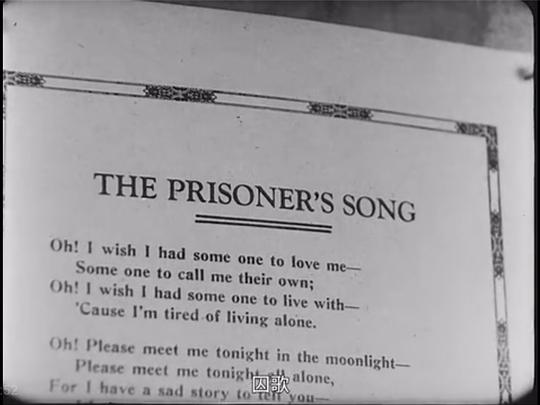 THE PRISONER'S SONG
Oh! I wish I had some one to love me—
Some one to call me their own;
Oh! I wish I had some one to live with—
'Cause I'm tired of living alone.
Oh! Please meet me tonight in the moonlight—
Please meet me tonight all alone,
For I have a sad story to tell you—
囚歌
52